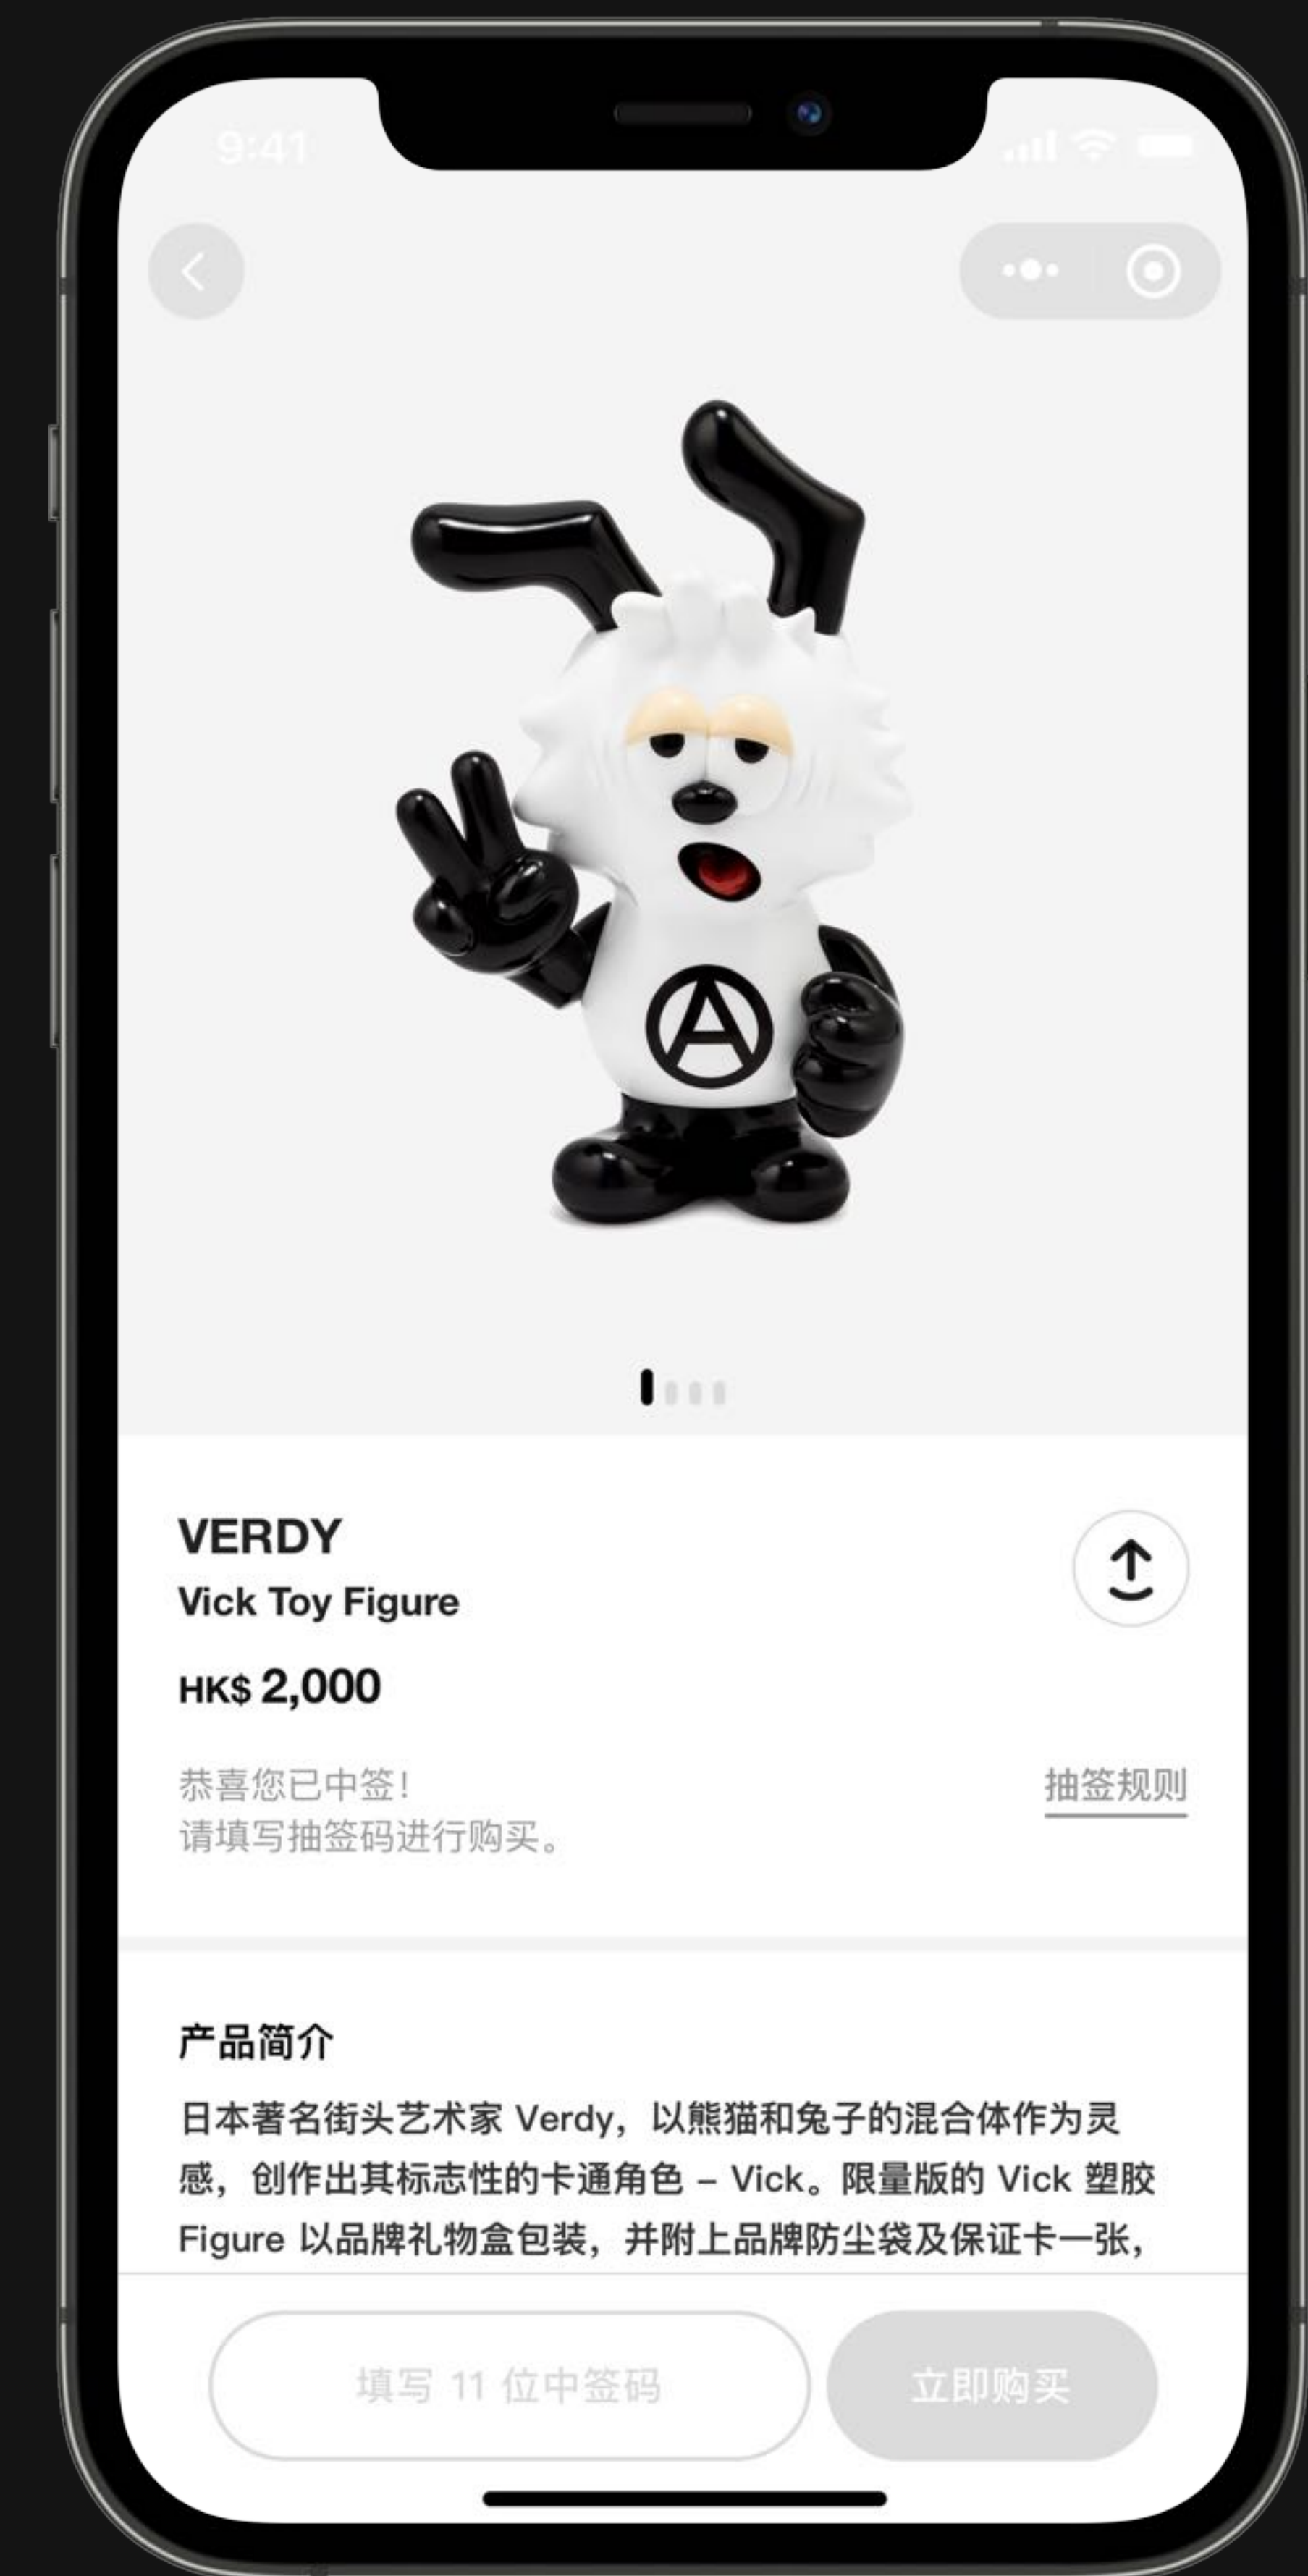 9:41
VERDY
Vick Toy Figure
HK$ 2,000
恭喜您已中签！
请填写抽签码进行购买。
抽签规则
产品简介
日本著名街头艺术家 Verdy，以熊猫和兔子的混合体作为灵
感，创作出其标志性的卡通角色 – Vick。限量版的 Vick 塑胶
Figure 以品牌礼物盒包装，并附上品牌防尘袋及保证卡一张，
填写 11 位中签码
立即购买